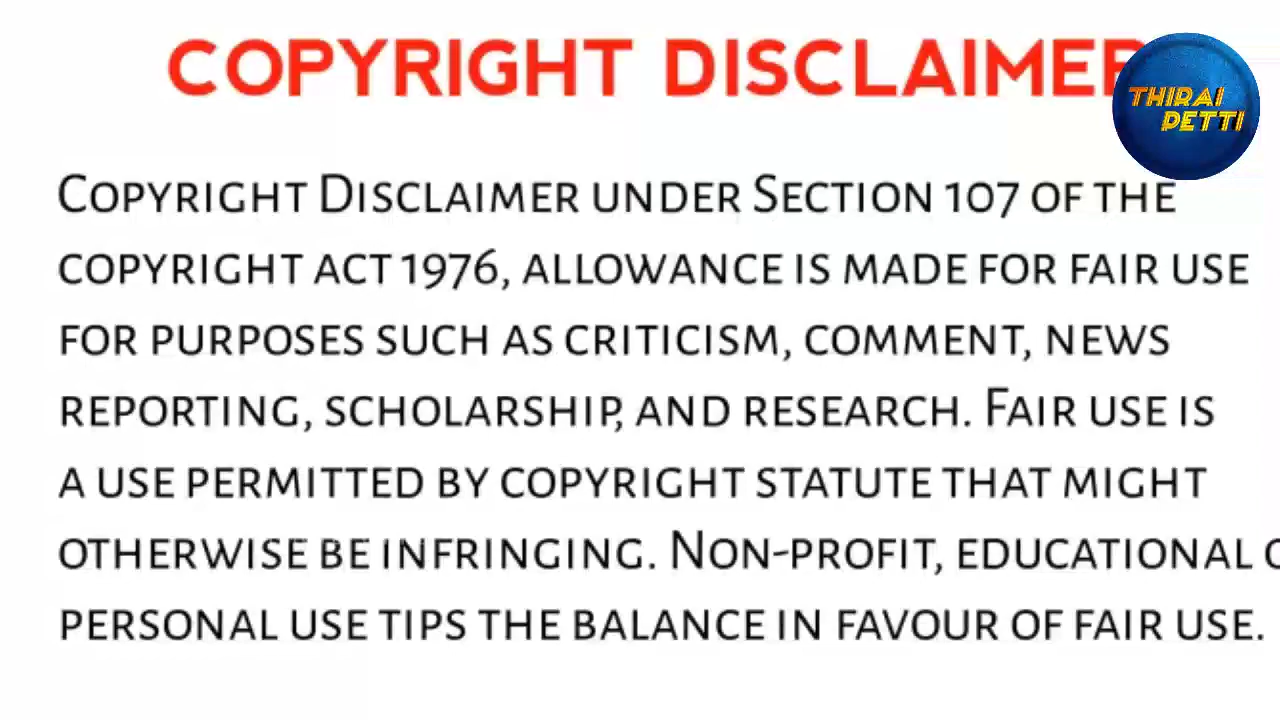 COPYRIGHT DISCLAIMER
THIRAI
PETTI
Copyright Disclaimer under Section 107 of the
copyright act 1976, allowance is made for fair use
for purposes such as criticism, comment, news
reporting, scholarship, and research. Fair use is
a use permitted by copyright statute that might
otherwise be infringing. Non-profit, educational
personal use tips the balance in favour of fair use.